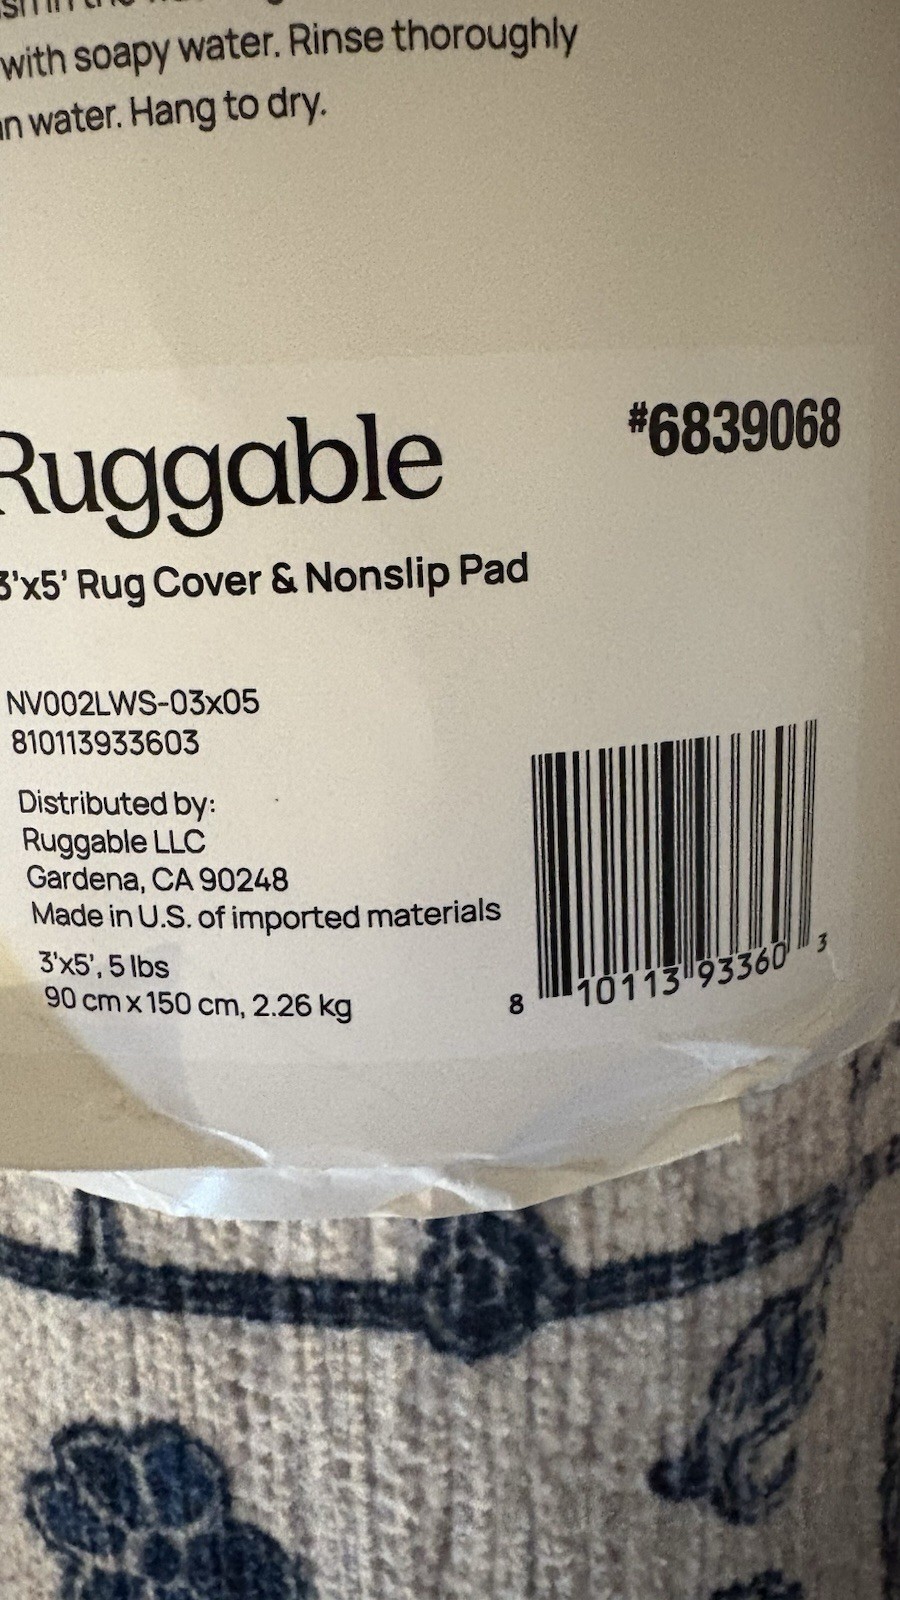 with soapy water. Rinse thoroughly
water. Hang to dry.
Ruggable
#6839068
3'x5' Rug Cover & Nonslip Pad
NV002LWS-03x05
810113933603
Distributed by:
Ruggable LLC
Gardena, CA 90248
Made in U.S. of imported materials
3'x5', 5 lbs
90 cm x 150 cm, 2.26 kg
8 10113 93360 3